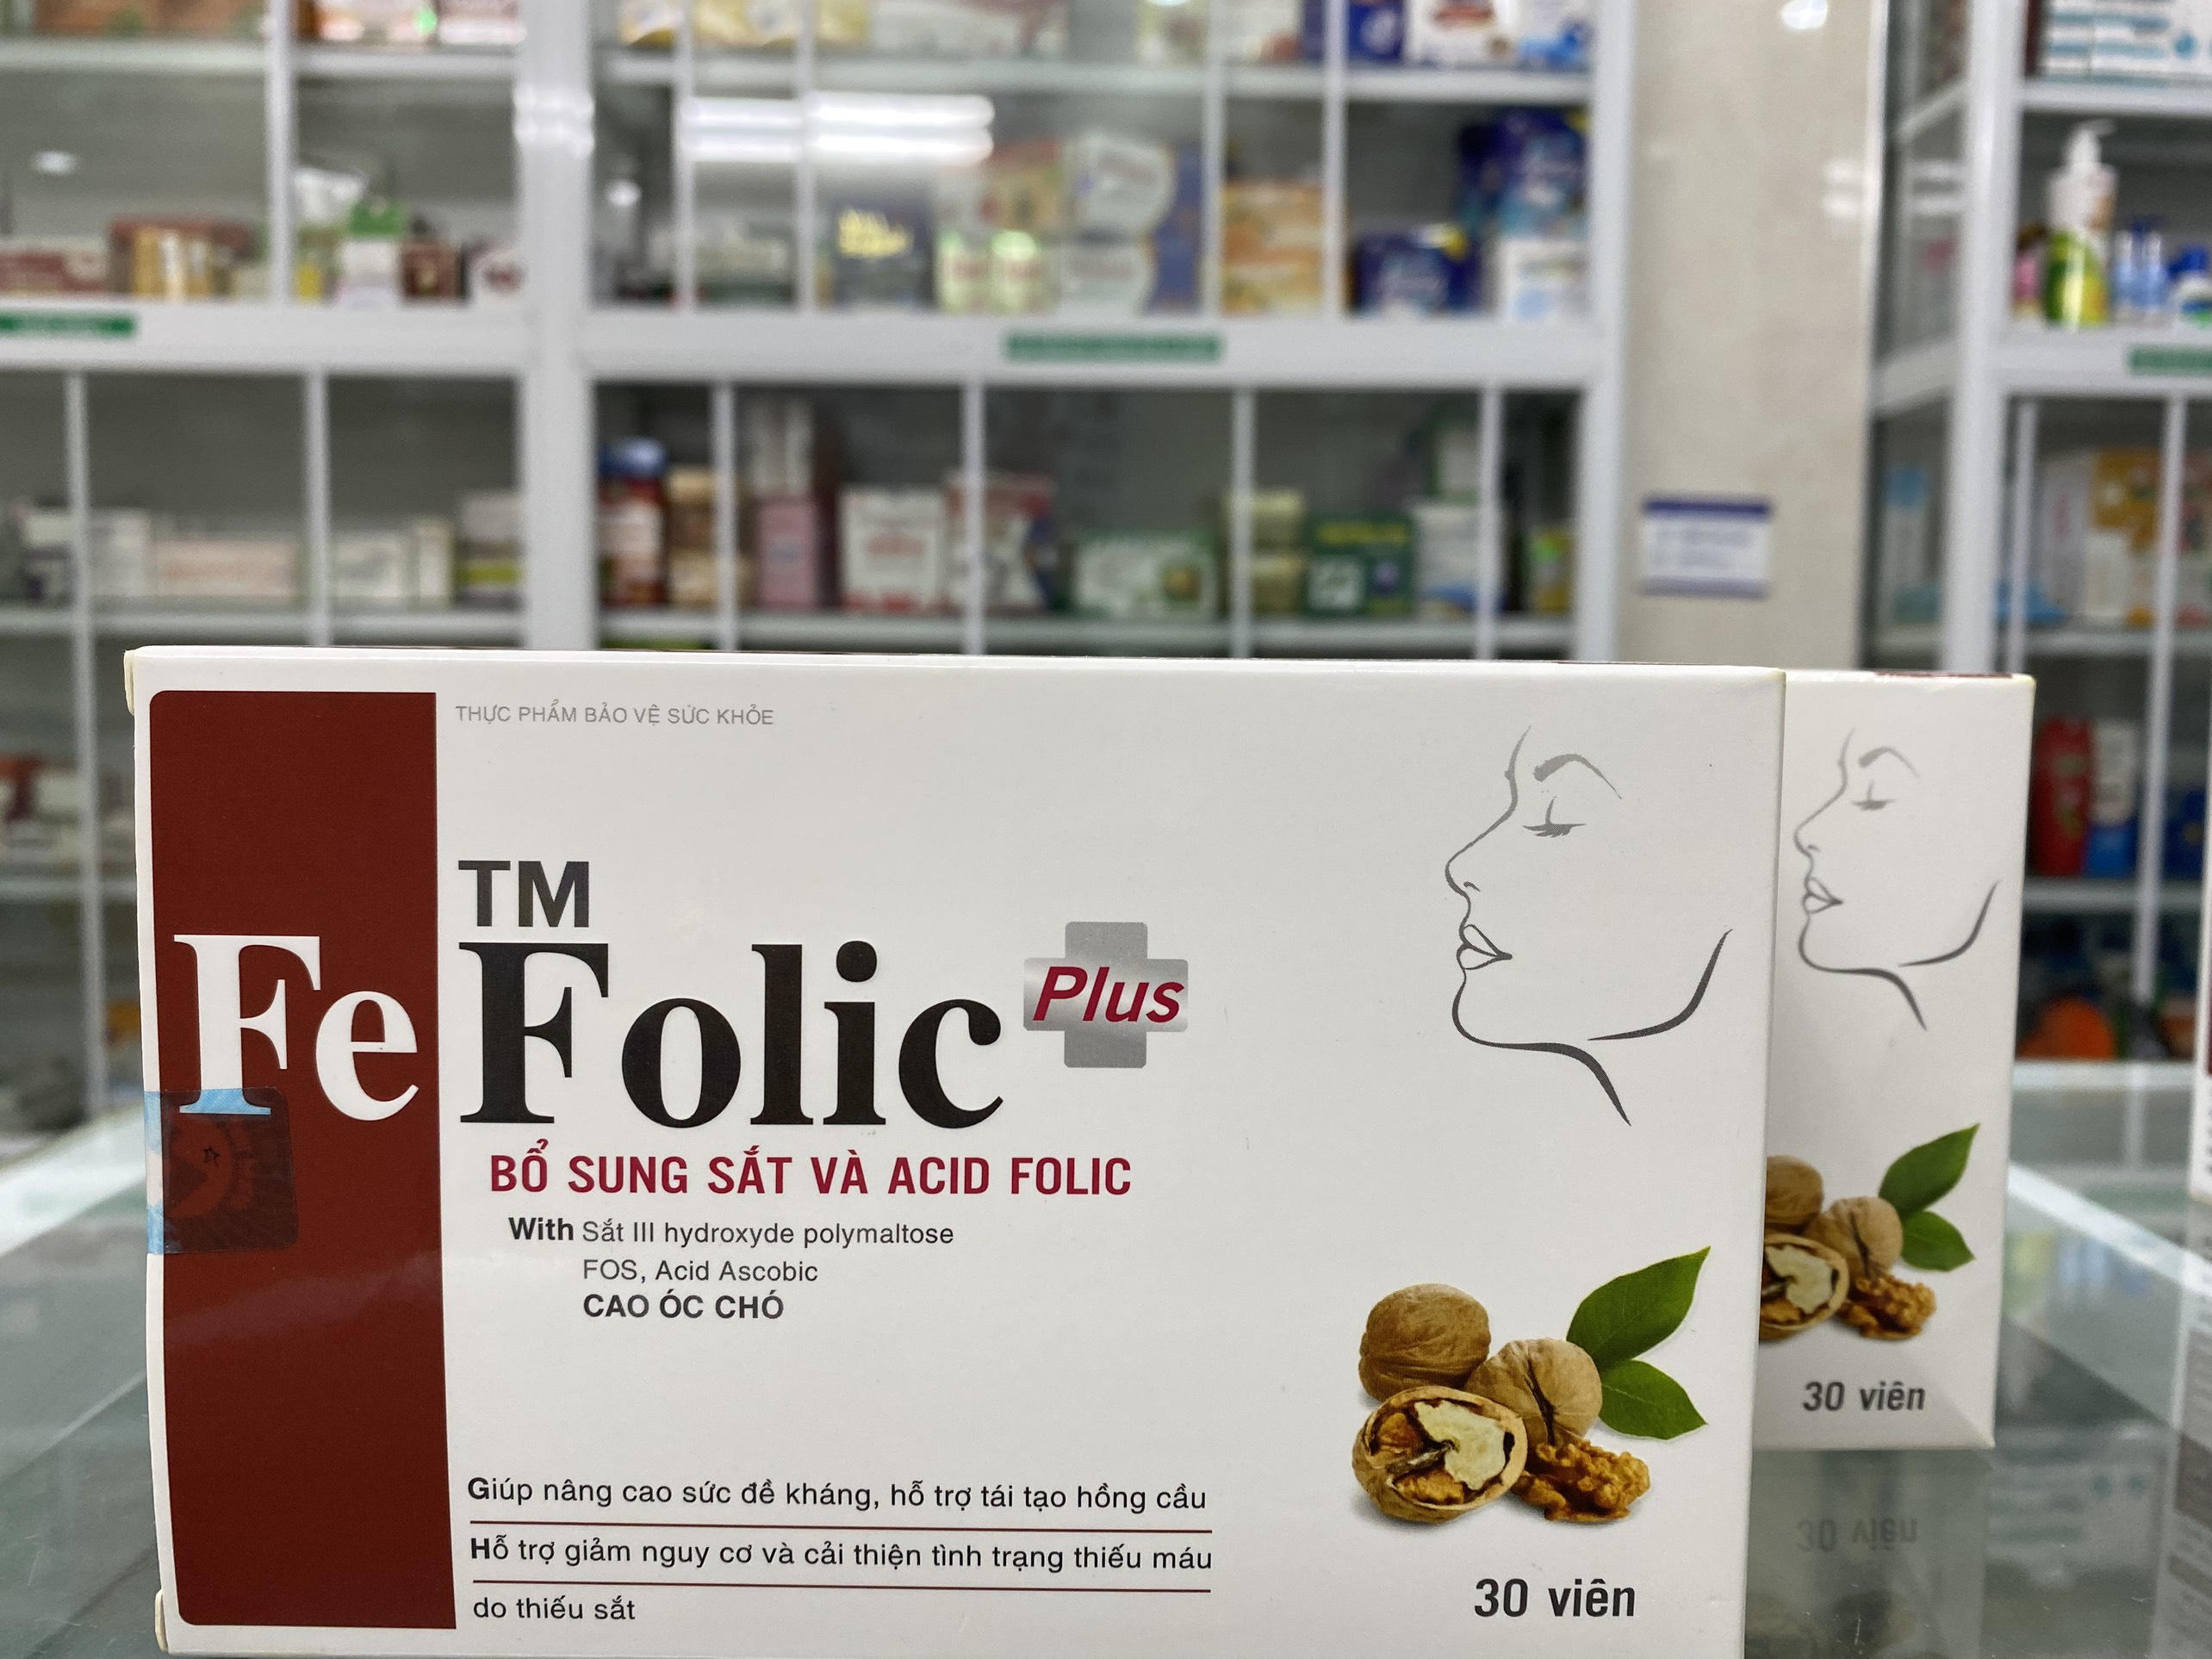 THỰC PHẨM BẢO VỆ SỨC KHỎE
TM
FeFolic Plus
BỔ SUNG SẮT VÀ ACID FOLIC
With Sắt III hydroxyde polymaltose
FOS, Acid Ascobic
CAO ÓC CHÓ
Giúp nâng cao sức đề kháng, hỗ trợ tái tạo hồng cầu
Hỗ trợ giảm nguy cơ và cải thiện tình trạng thiếu máu
do thiếu sắt
30 viên
30 viên